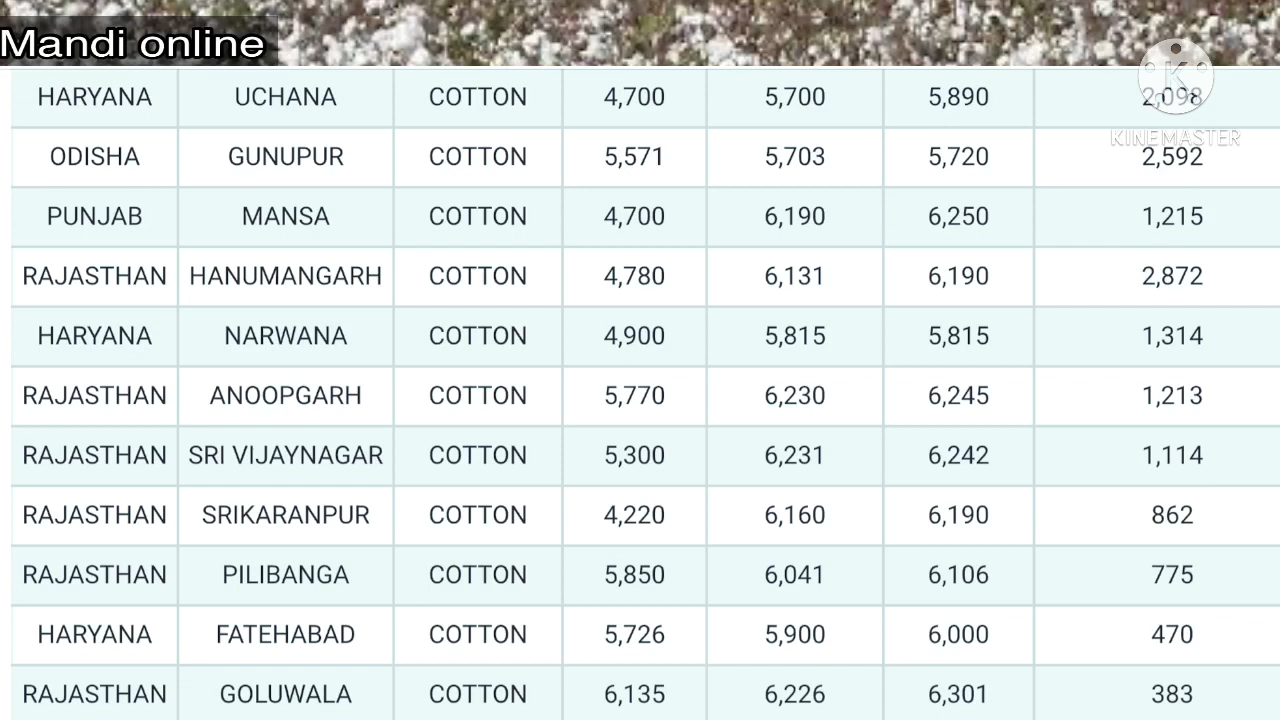 Mandi online
HARYANA UCHANA COTTON 4,700 5,700 5,890 2,098
KINEMASTER
ODISHA GUNUPUR COTTON 5,571 5,703 5,720 2,592
PUNJAB MANSA COTTON 4,700 6,190 6,250 1,215
RAJASTHAN HANUMANGARH COTTON 4,780 6,131 6,190 2,872
HARYANA NARWANA COTTON 4,900 5,815 5,815 1,314
RAJASTHAN ANOOPGARH COTTON 5,770 6,230 6,245 1,213
RAJASTHAN SRI VIJAYNAGAR COTTON 5,300 6,231 6,242 1,114
RAJASTHAN SRIKARANPUR COTTON 4,220 6,160 6,190 862
RAJASTHAN PILIBANGA COTTON 5,850 6,041 6,106 775
HARYANA FATEHABAD COTTON 5,726 5,900 6,000 470
RAJASTHAN GOLUWALA COTTON 6,135 6,226 6,301 383